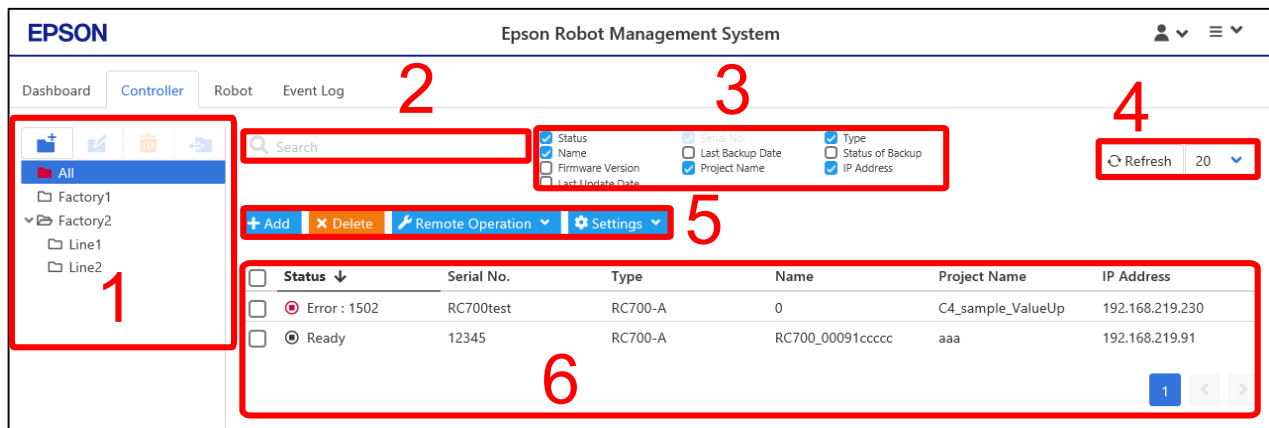 EPSON Epson Robot Management System
Dashboard Controller Robot Event Log
2 3 4
Search
Status Serial No. Type
Name Last Backup Date Status of Backup
Firmware Version Project Name IP Address
Last Update Date
Refresh 20
All
Factory1
Factory2
Line1
Line2
1
+ Add × Delete Remote Operation Settings 5
Status ↓ Serial No. Type Name Project Name IP Address
Error : 1502 RC700test RC700-A 0 C4_sample_ValueUp 192.168.219.230
Ready 12345 RC700-A RC700_00091ccccc aaa 192.168.219.91
6
1 < >